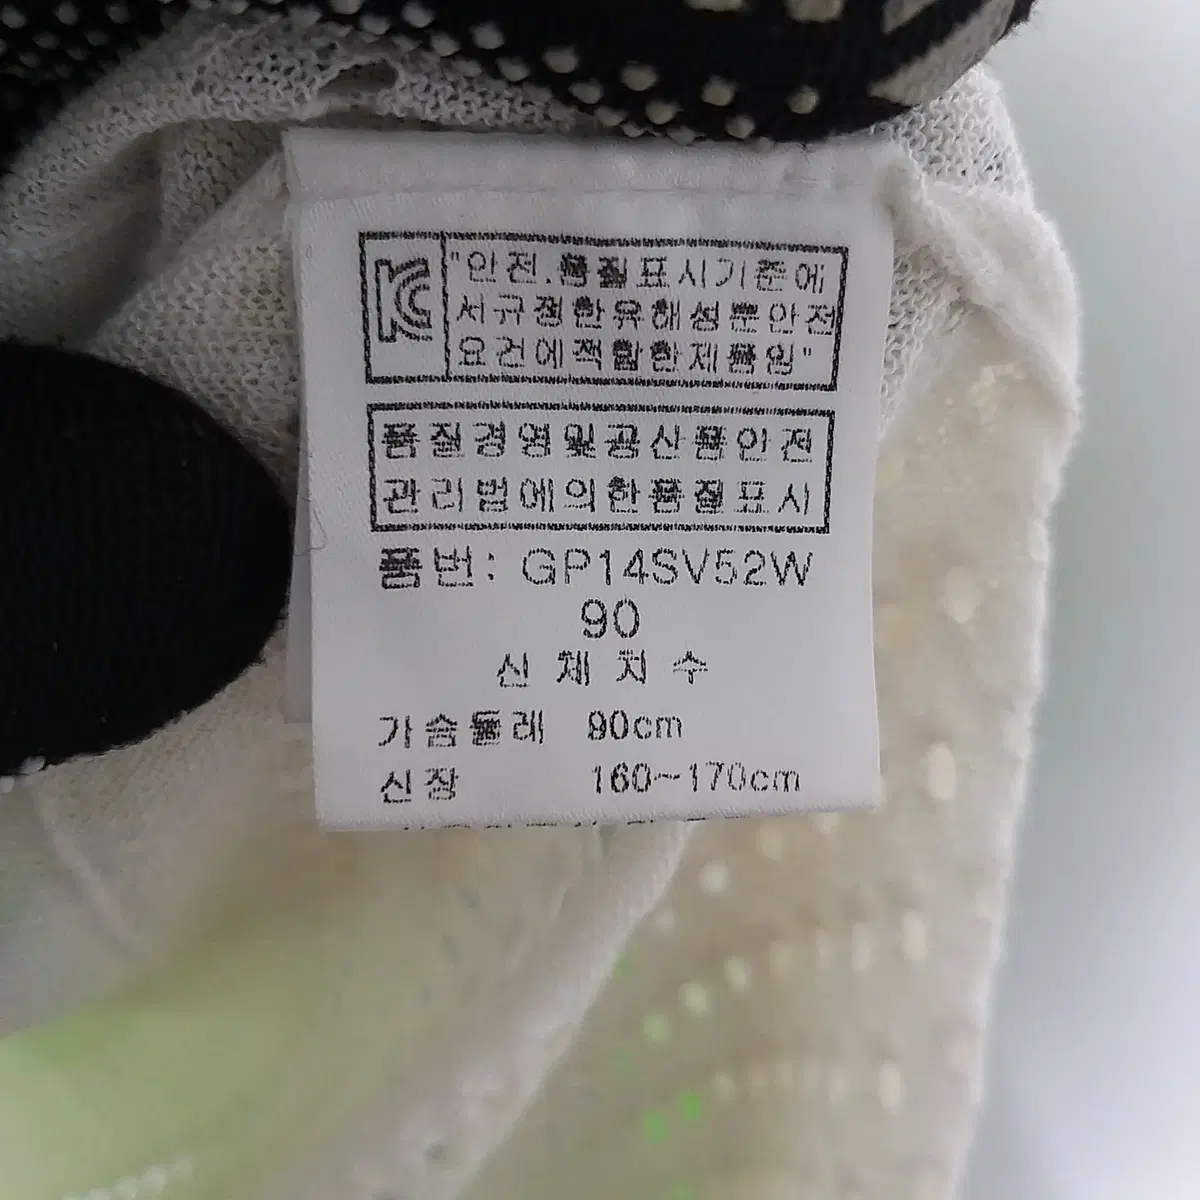 KC "안전.품질표시기준에
서규정한유해성분안전
요건에적합한제품임"
품질경영및공산품안전
관리법에의한품질표시
품번: GP14SV52W
90
신체치수
가슴둘레 90cm
신장 160~170cm